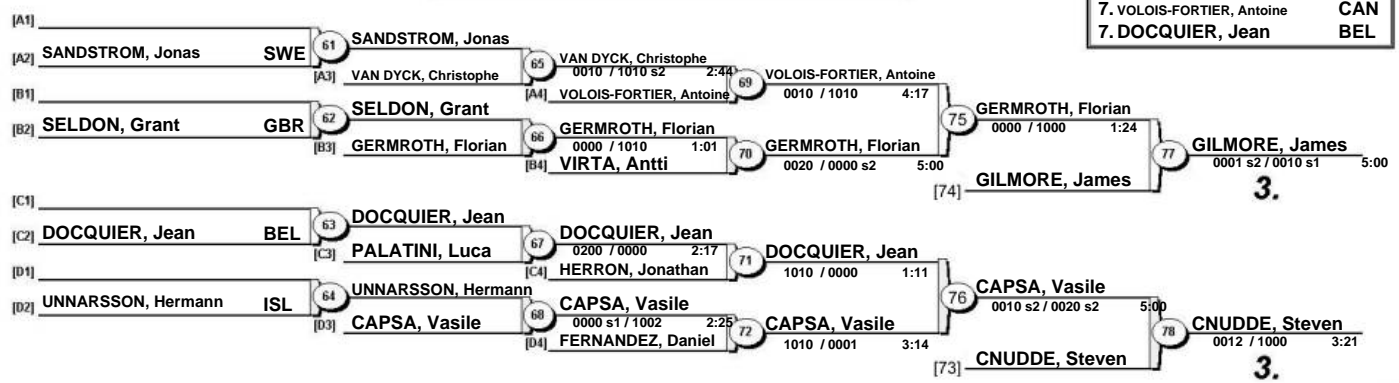 7. VOLOIS-FORTIER, Antoine CAN
7. DOCQUIER, Jean BEL
[A1]
[A2] SANDSTROM, Jonas SWE
61 SANDSTROM, Jonas
[A3] VAN DYCK, Christophe
65 VAN DYCK, Christophe
0010 / 1010 s2 2:44
[A4] VOLOIS-FORTIER, Antoine
69 VOLOIS-FORTIER, Antoine
0010 / 1010 4:17
[B1]
[B2] SELDON, Grant GBR
62 SELDON, Grant
[B3] GERMROTH, Florian
66 GERMROTH, Florian
0000 / 1010 1:01
[B4] VIRTA, Antti
70 GERMROTH, Florian
0020 / 0000 s2 5:00
75 GERMROTH, Florian
0000 / 1000 1:24
[74] GILMORE, James
77 GILMORE, James
0001 s2 / 0010 s1 5:00
3.
[C1]
[C2] DOCQUIER, Jean BEL
63 DOCQUIER, Jean
[C3] PALATINI, Luca
67 DOCQUIER, Jean
0200 / 0000 2:17
[C4] HERRON, Jonathan
71 DOCQUIER, Jean
1010 / 0000 1:11
[D1]
[D2] UNNARSSON, Hermann ISL
64 UNNARSSON, Hermann
[D3] CAPSA, Vasile
68 CAPSA, Vasile
0000 s1 / 1002 2:25
[D4] FERNANDEZ, Daniel
72 CAPSA, Vasile
1010 / 0001 3:14
76 CAPSA, Vasile
0010 s2 / 0020 s2 5:00
[73] CNUDDE, Steven
78 CNUDDE, Steven
0012 / 1000 3:21
3.